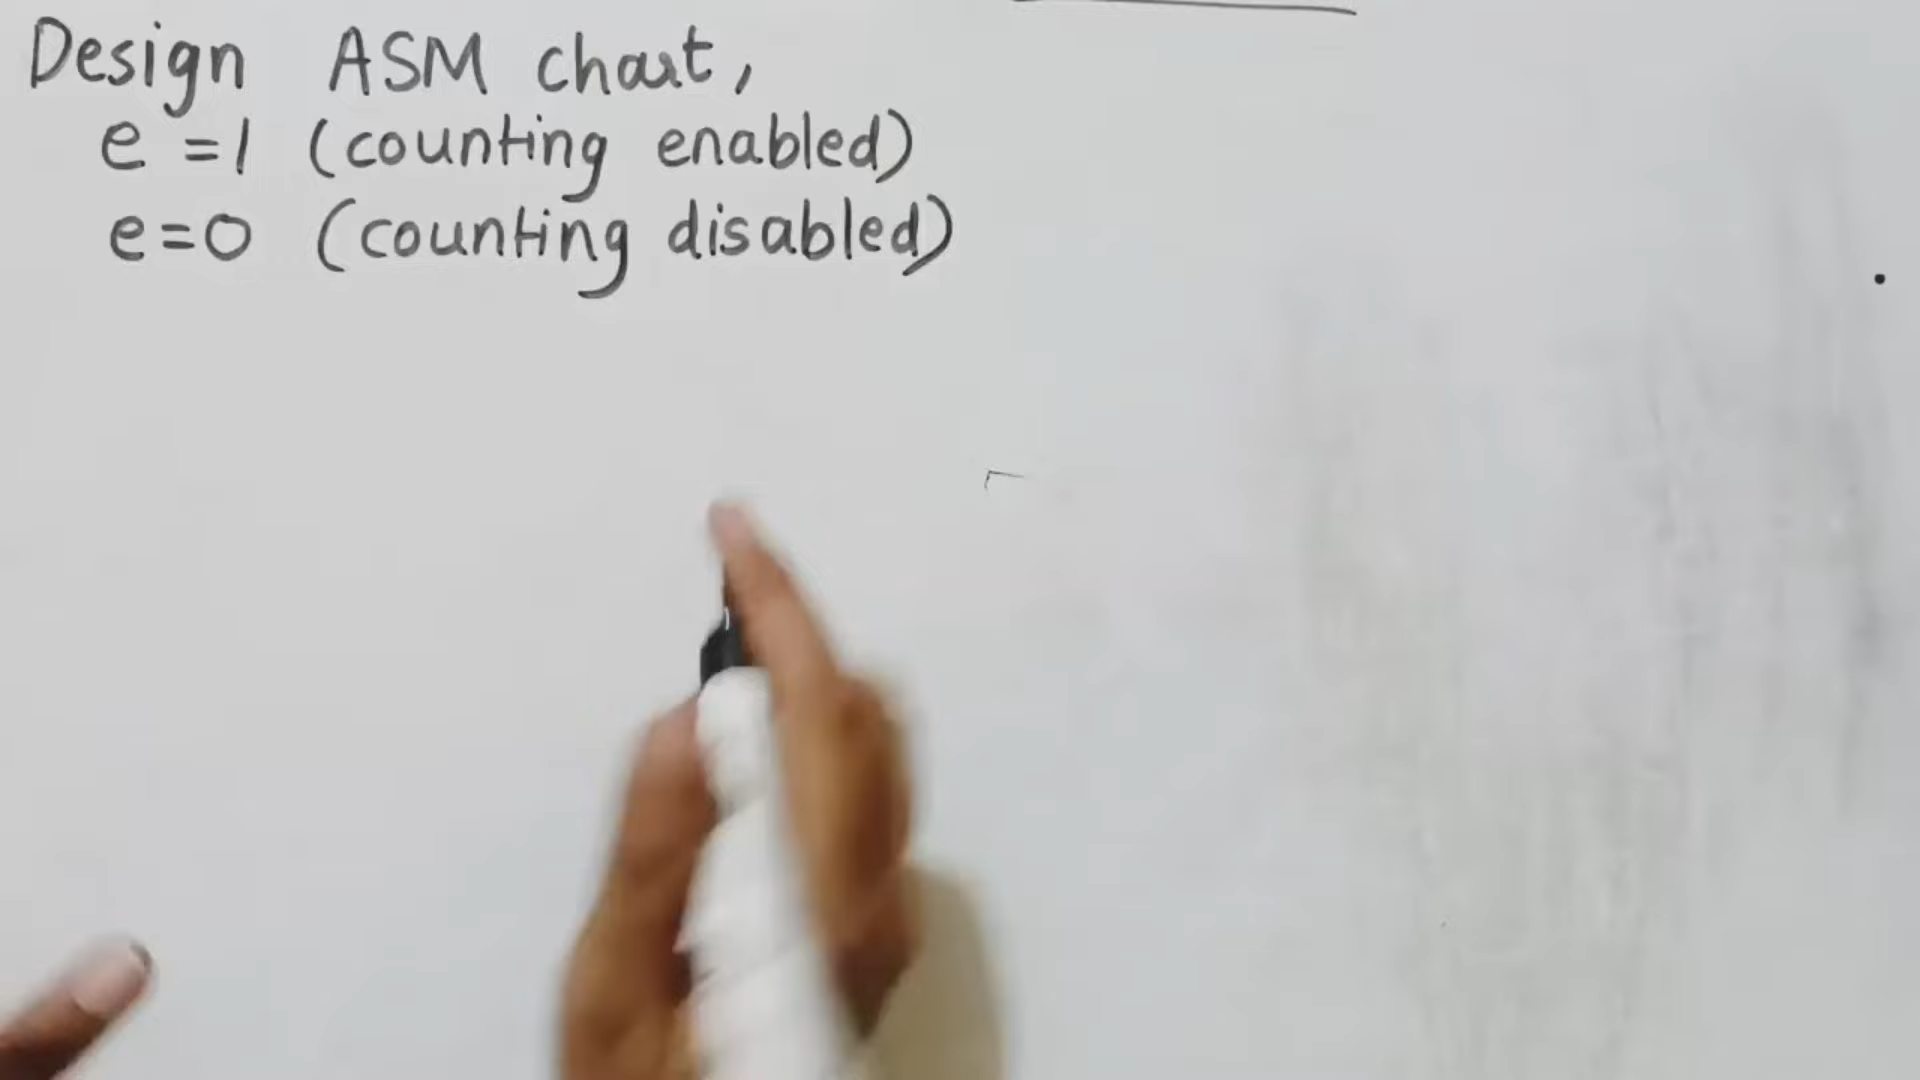 Design ASM chart,
e =1 (counting enabled)
e=0 (counting disabled)